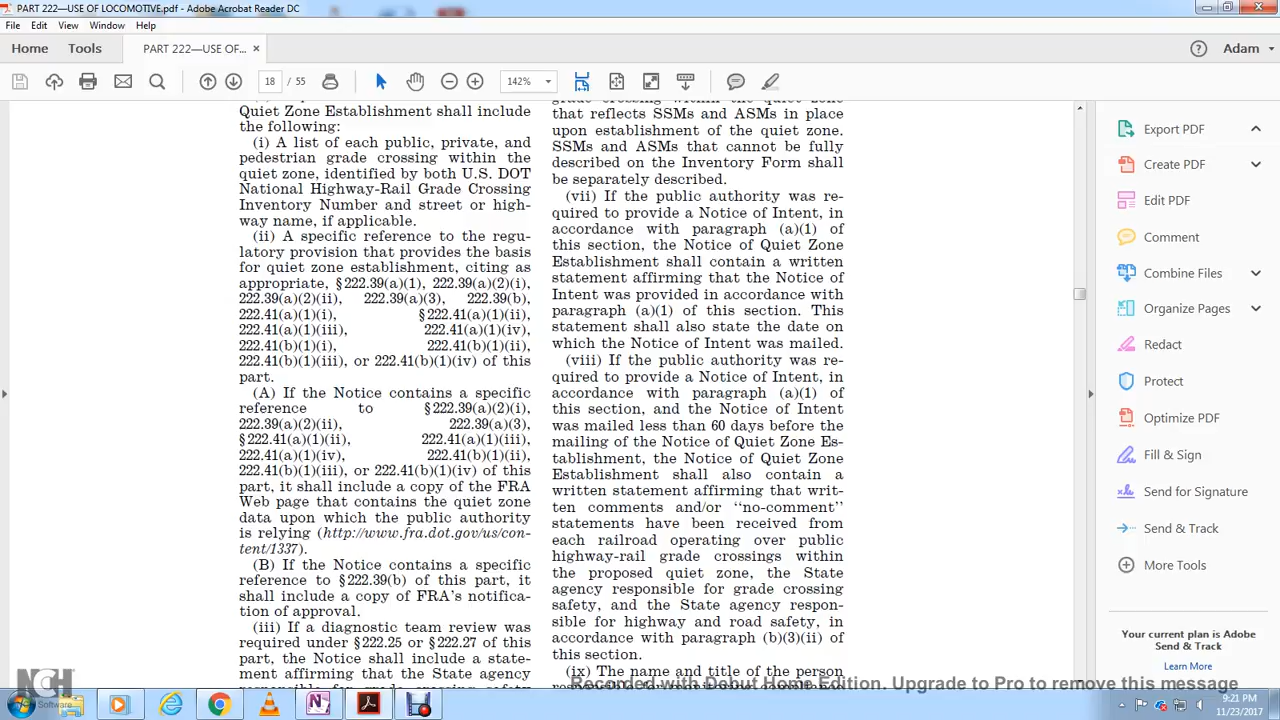 PART 222—USE OF LOCOMOTIVE.pdf - Adobe Acrobat Reader DC
File Edit View Window Help
Home Tools PART 222—USE OF... ×
18 / 55 142%
Adam
Quiet Zone Establishment shall include
the following:
(i) A list of each public, private, and
pedestrian grade crossing within the
quiet zone, identified by both U.S. DOT
National Highway-Rail Grade Crossing
Inventory Number and street or high-
way name, if applicable.
(ii) A specific reference to the regu-
latory provision that provides the basis
for quiet zone establishment, citing as
appropriate, §222.39(a)(1), 222.39(a)(2)(i),
222.39(a)(2)(ii), 222.39(a)(3), 222.39(b),
222.41(a)(1)(i), §222.41(a)(1)(ii),
222.41(a)(1)(iii), 222.41(a)(1)(iv),
222.41(b)(1)(i), 222.41(b)(1)(ii),
222.41(b)(1)(iii), or 222.41(b)(1)(iv) of this
part.
(A) If the Notice contains a specific
reference to §222.39(a)(2)(i),
222.39(a)(2)(ii), 222.39(a)(3),
§222.41(a)(1)(ii), 222.41(a)(1)(iii),
222.41(a)(1)(iv), 222.41(b)(1)(ii),
222.41(b)(1)(iii), or 222.41(b)(1)(iv) of this
part, it shall include a copy of the FRA
Web page that contains the quiet zone
data upon which the public authority
is relying (http://www.fra.dot.gov/us/con-
tent/1337).
(B) If the Notice contains a specific
reference to §222.39(b) of this part, it
shall include a copy of FRA's notifica-
tion of approval.
(iii) If a diagnostic team review was
required under §222.25 or §222.27 of this
part, the Notice shall include a state-
ment affirming that the State agency
grade crossing within the quiet zone
that reflects SSMs and ASMs in place
upon establishment of the quiet zone.
SSMs and ASMs that cannot be fully
described on the Inventory Form shall
be separately described.
(vii) If the public authority was re-
quired to provide a Notice of Intent, in
accordance with paragraph (a)(1) of
this section, the Notice of Quiet Zone
Establishment shall contain a written
statement affirming that the Notice of
Intent was provided in accordance with
paragraph (a)(1) of this section. This
statement shall also state the date on
which the Notice of Intent was mailed.
(viii) If the public authority was re-
quired to provide a Notice of Intent, in
accordance with paragraph (a)(1) of
this section, and the Notice of Intent
was mailed less than 60 days before the
mailing of the Notice of Quiet Zone Es-
tablishment, the Notice of Quiet Zone
Establishment shall also contain a
written statement affirming that writ-
ten comments and/or ‘‘no-comment’’
statements have been received from
each railroad operating over public
highway-rail grade crossings within
the proposed quiet zone, the State
agency responsible for grade crossing
safety, and the State agency respon-
sible for highway and road safety, in
accordance with paragraph (b)(3)(ii) of
this section.
(ix) The name and title of the person
Export PDF
Create PDF
Edit PDF
Comment
Combine Files
Organize Pages
Redact
Protect
Optimize PDF
Fill & Sign
Send for Signature
Send & Track
More Tools
Your current plan is Adobe
Send & Track
Learn More
Recorded with Debut Home Edition. Upgrade to Pro to remove this message
NCH
NCH Software
9:21 PM
11/23/2017